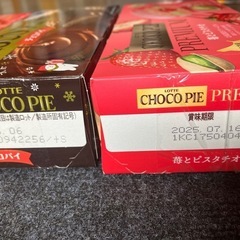 LOTTE
CHOCO PIE
.06
0942256/+S
コパイ
LOTTE
CHOCO PIE PRE
賞味期限
2025.07.16
1KC1750404
苺とピスタチオ